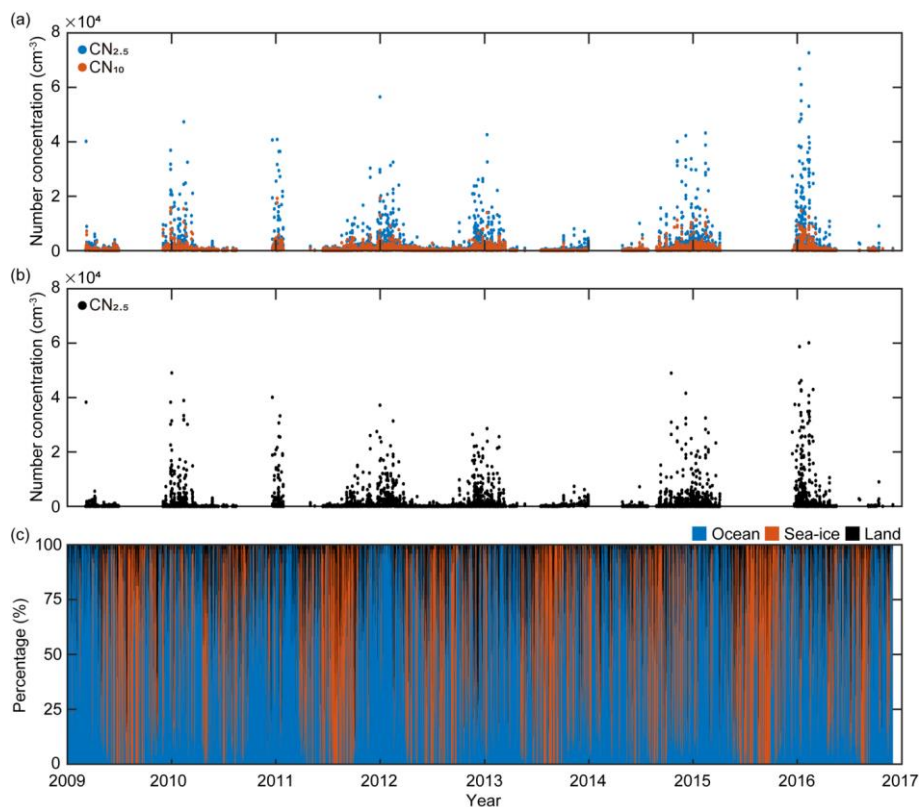 (a)
8 ×10⁴
CN₂.₅
CN₁₀
6
4
2
0
Number concentration (cm⁻³)
(b)
8 ×10⁴
CN₂.₅
6
4
2
0
Number concentration (cm⁻³)
(c)
Ocean Sea-ice Land
100
75
50
25
0
Percentage (%)
2009 2010 2011 2012 2013 2014 2015 2016 2017
Year